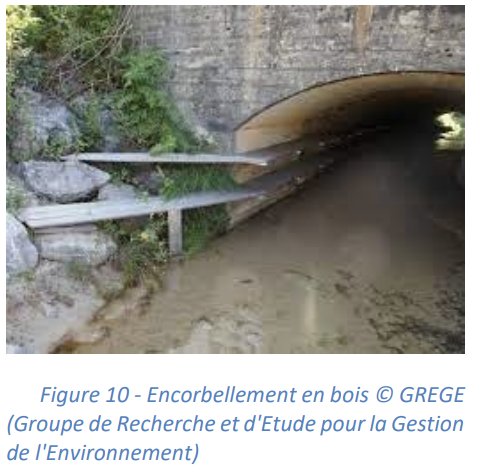 Figure 10 - Encorbellement en bois © GREGE
(Groupe de Recherche et d'Etude pour la Gestion
de l'Environnement)